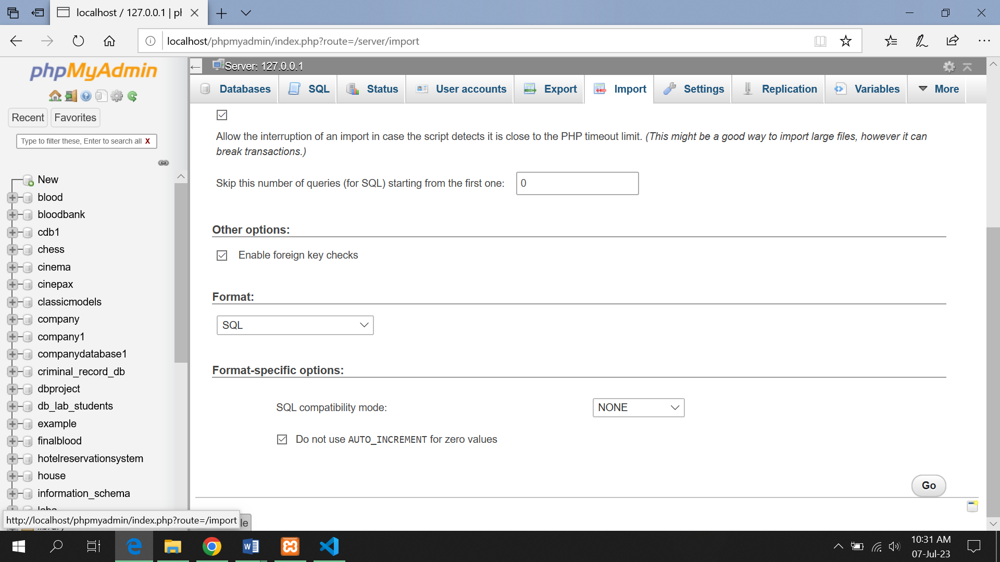 localhost / 127.0.0.1 | pl
localhost/phpmyadmin/index.php?route=/server/import
phpMyAdmin
Recent
Favorites
Type to filter these, Enter to search all X
New
blood
bloodbank
cdb1
chess
cinema
cinepax
classicmodels
company
company1
companydatabase1
criminal_record_db
dbproject
db_lab_students
example
finalblood
hotelreservationsystem
house
information_schema
labs
library
http://localhost/phpmyadmin/index.php?route=/import
le
Server: 127.0.0.1
Databases
SQL
Status
User accounts
Export
Import
Settings
Replication
Variables
More
Allow the interruption of an import in case the script detects it is close to the PHP timeout limit. (This might be a good way to import large files, however it can
break transactions.)
Skip this number of queries (for SQL) starting from the first one: 0
Other options:
Enable foreign key checks
Format:
SQL
Format-specific options:
SQL compatibility mode: NONE
Do not use AUTO_INCREMENT for zero values
Go
10:31 AM
07-Jul-23